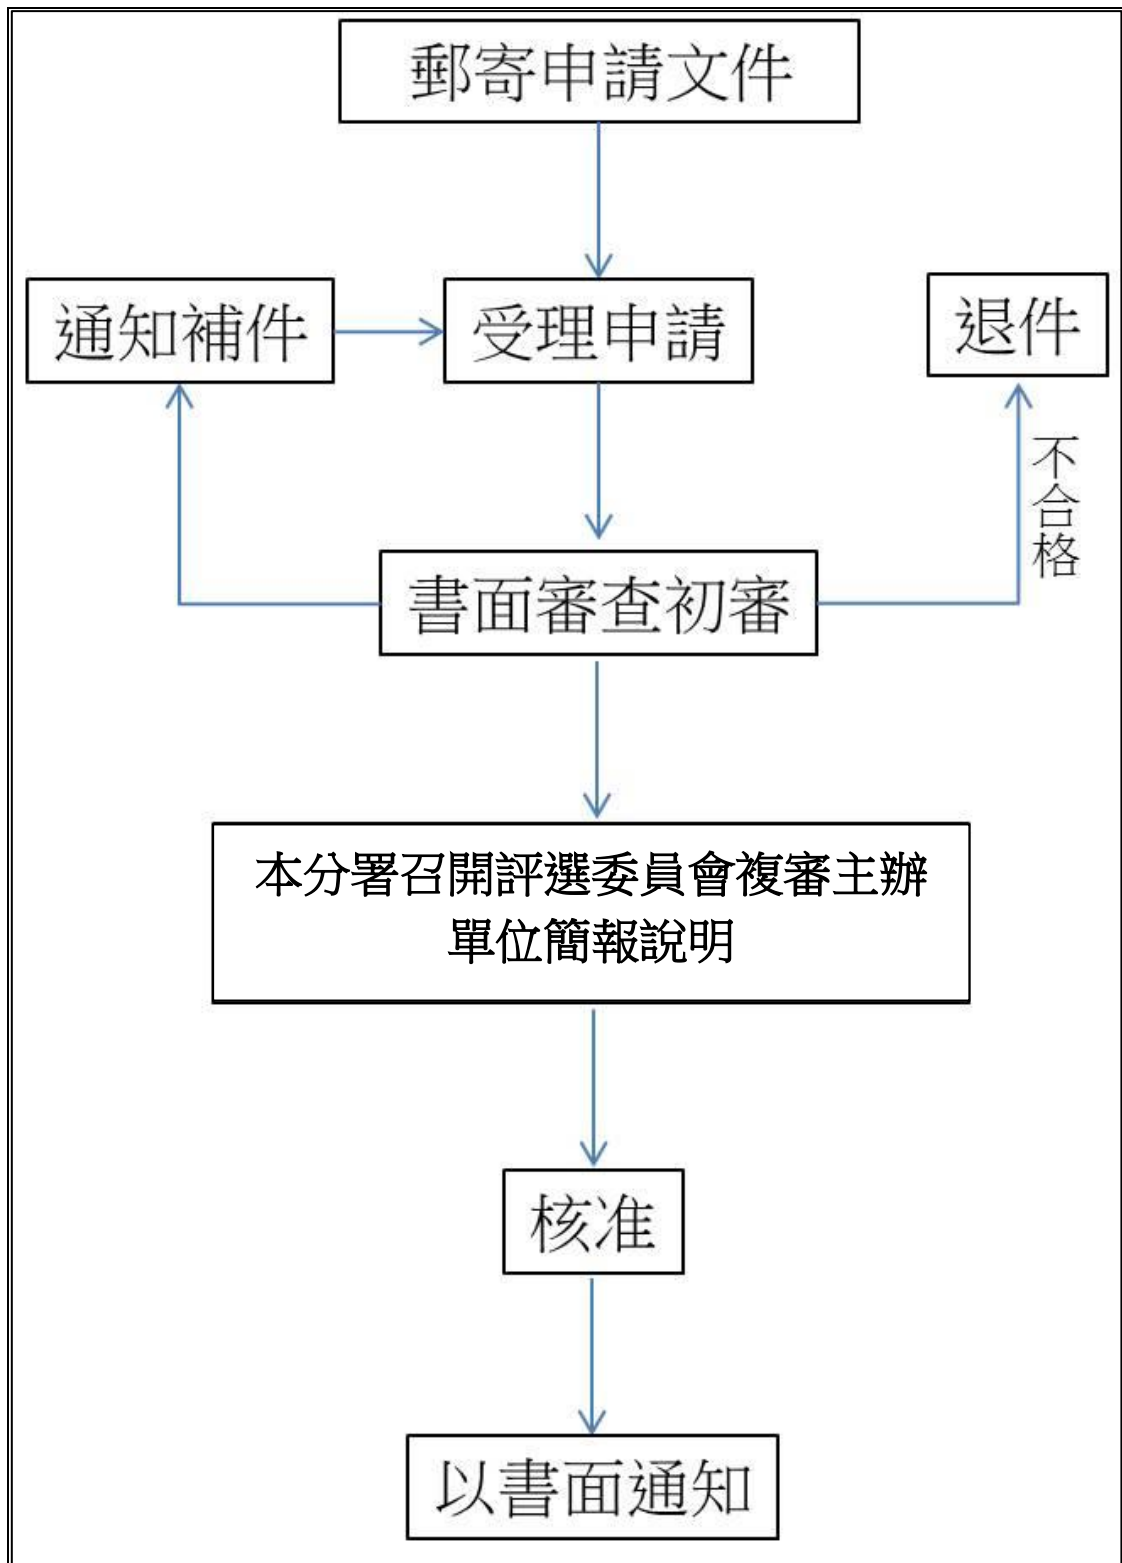 郵寄申請文件
通知補件
受理申請
退件
不合格
書面審查初審
本分署召開評選委員會複審主辦
單位簡報說明
核准
以書面通知